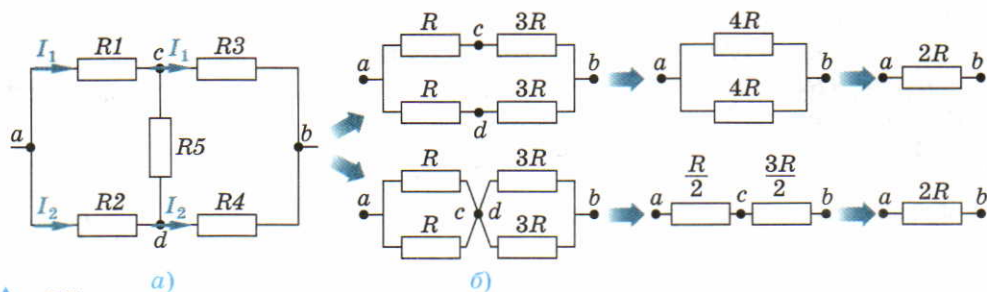 I₁ R1 c I₁ R3
a R5 b
I₂ R2 d I₂ R4
а)
R c 3R
a b
R d 3R
4R
a b
4R
a 2R b
R 3R
a c d b
R 3R
R/2 3R/2
a c b
a 2R b
б)